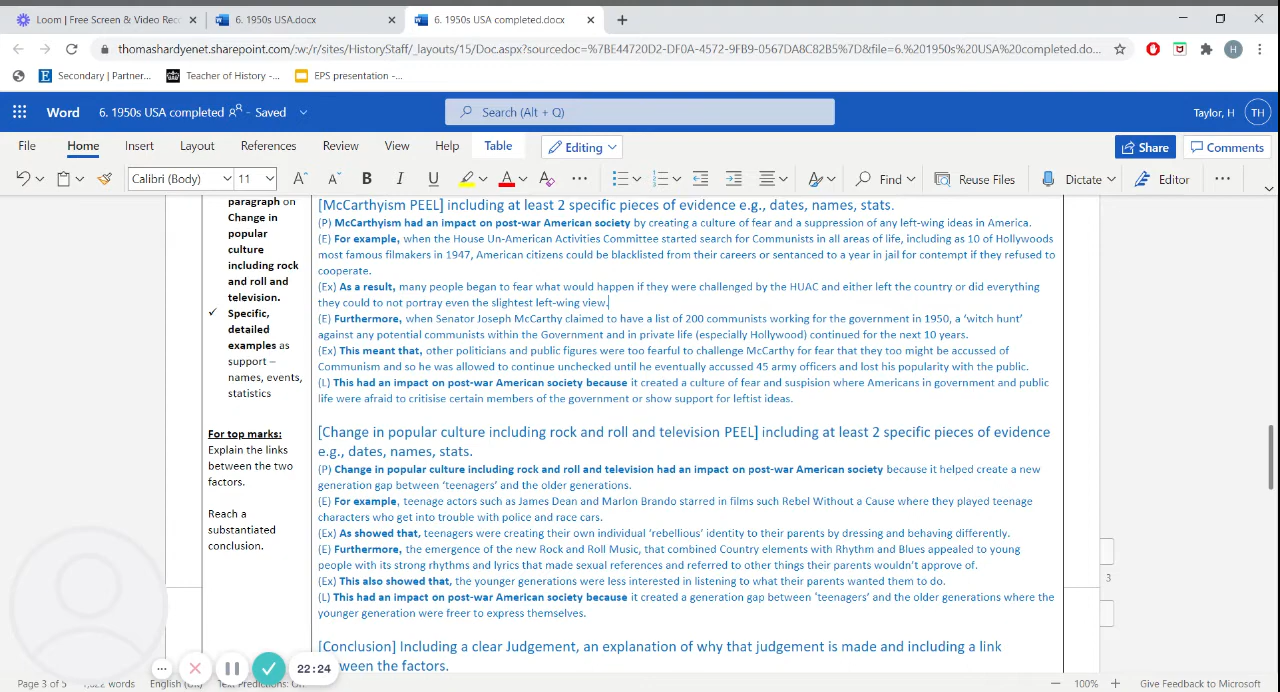 Loom | Free Screen & Video Rec
6. 1950s USA.docx
6. 1950s USA completed.docx
thomashardyenet.sharepoint.com/:w:/r/sites/HistoryStaff/_layouts/15/Doc.aspx?sourcedoc=%7BE44720D2-DF0A-4572-9FB9-0567DA8C82B5%7D&file=6.%201950s%20USA%20completed.do...
H
Secondary | Partner...
Teacher of History -...
EPS presentation -...
Word
6. 1950s USA completed - Saved
Search (Alt + Q)
Taylor, H
TH
File
Home
Insert
Layout
References
Review
View
Help
Table
Editing
Share
Comments
Calibri (Body)
11
Find
Reuse Files
Dictate
Editor
paragraph on
Change in
popular
culture
including rock
and roll and
television.
✓ Specific,
detailed
examples as
support –
names, events,
statistics
For top marks:
Explain the links
between the two
factors.
Reach a
substantiated
conclusion.
[McCarthyism PEEL] including at least 2 specific pieces of evidence e.g., dates, names, stats.
(P) McCarthyism had an impact on post-war American society by creating a culture of fear and a suppression of any left-wing ideas in America.
(E) For example, when the House Un-American Activities Committee started search for Communists in all areas of life, including as 10 of Hollywoods
most famous filmakers in 1947, American citizens could be blacklisted from their careers or sentanced to a year in jail for contempt if they refused to
cooperate.
(Ex) As a result, many people began to fear what would happen if they were challenged by the HUAC and either left the country or did everything
they could to not portray even the slightest left-wing view.
(E) Furthermore, when Senator Joseph McCarthy claimed to have a list of 200 communists working for the government in 1950, a ‘witch hunt’
against any potential communists within the Government and in private life (especially Hollywood) continued for the next 10 years.
(Ex) This meant that, other politicians and public figures were too fearful to challenge McCarthy for fear that they too might be accussed of
Communism and so he was allowed to continue unchecked until he eventually accussed 45 army officers and lost his popularity with the public.
(L) This had an impact on post-war American society because it created a culture of fear and suspision where Americans in government and public
life were afraid to critisise certain members of the government or show support for leftist ideas.
[Change in popular culture including rock and roll and television PEEL] including at least 2 specific pieces of evidence
e.g., dates, names, stats.
(P) Change in popular culture including rock and roll and television had an impact on post-war American society because it helped create a new
generation gap between ‘teenagers’ and the older generations.
(E) For example, teenage actors such as James Dean and Marlon Brando starred in films such Rebel Without a Cause where they played teenage
characters who get into trouble with police and race cars.
(Ex) As showed that, teenagers were creating their own individual ‘rebellious’ identity to their parents by dressing and behaving differently.
(E) Furthermore, the emergence of the new Rock and Roll Music, that combined Country elements with Rhythm and Blues appealed to young
people with its strong rhythms and lyrics that made sexual references and referred to other things their parents wouldn’t approve of.
(Ex) This also showed that, the younger generations were less interested in listening to what their parents wanted them to do.
(L) This had an impact on post-war American society because it created a generation gap between ‘teenagers’ and the older generations where the
younger generation were freer to express themselves.
[Conclusion] Including a clear Judgement, an explanation of why that judgement is made and including a link
ween the factors.
3
22:24
Page 3 of 5
words
English
Text Predictions: On
100%
Give Feedback to Microsoft